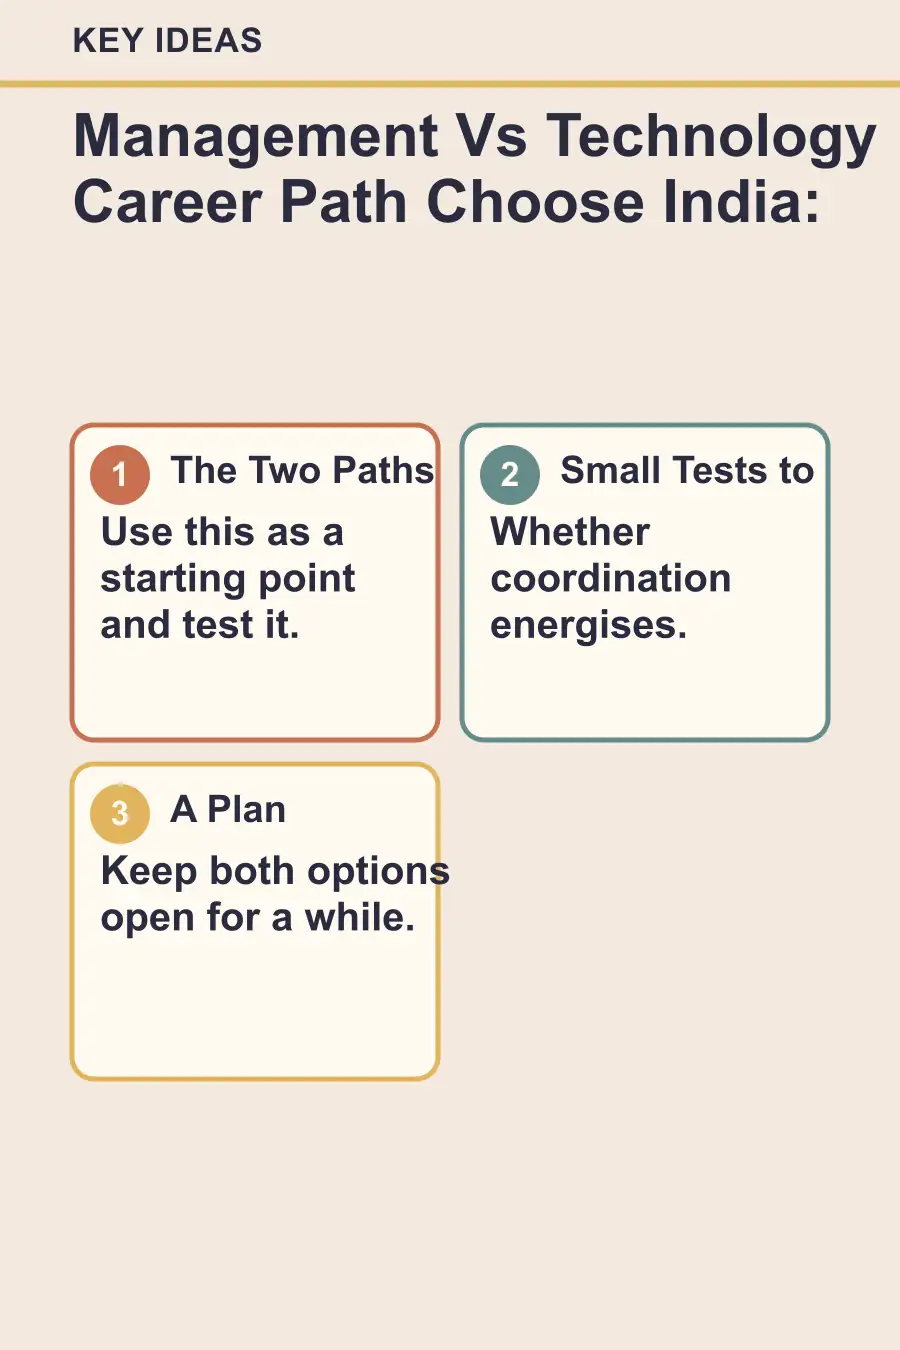 KEY IDEAS
Management Vs Technology
Career Path Choose India:
1 The Two Paths
Use this as a
starting point
and test it.
2 Small Tests to
Whether
coordination
energises.
3 A Plan
Keep both options
open for a while.